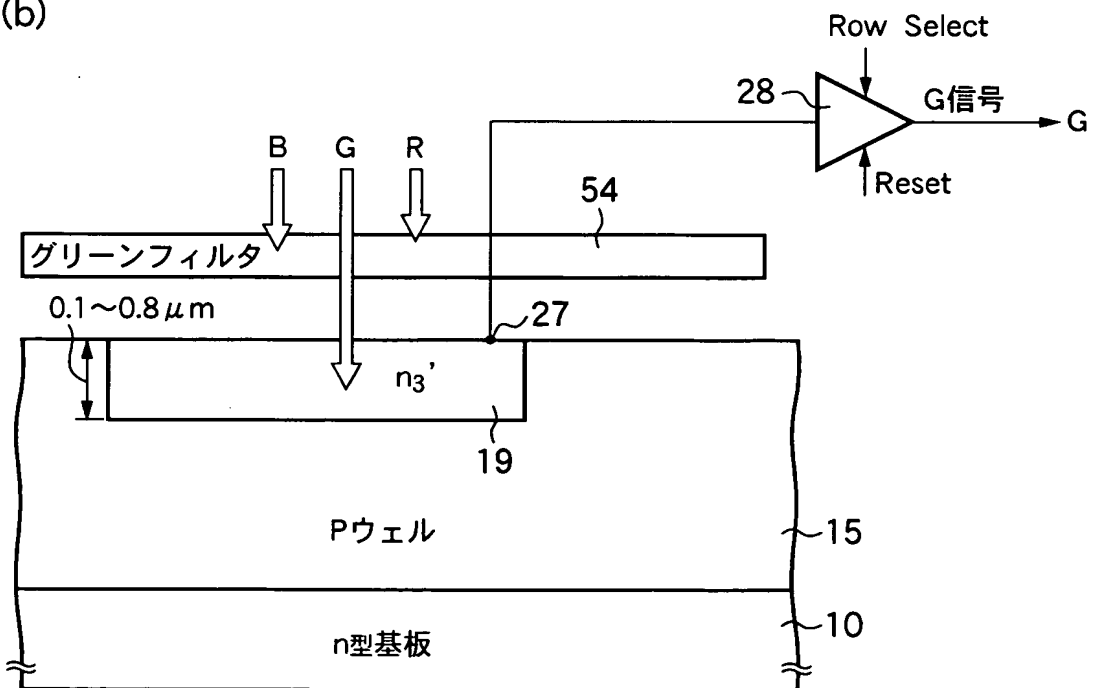 (b)
Row Select
28
G信号
G
Reset
B G R
54
グリーンフィルタ
0.1～0.8μm
27
n₃'
19
Pウェル
15
n型基板
10